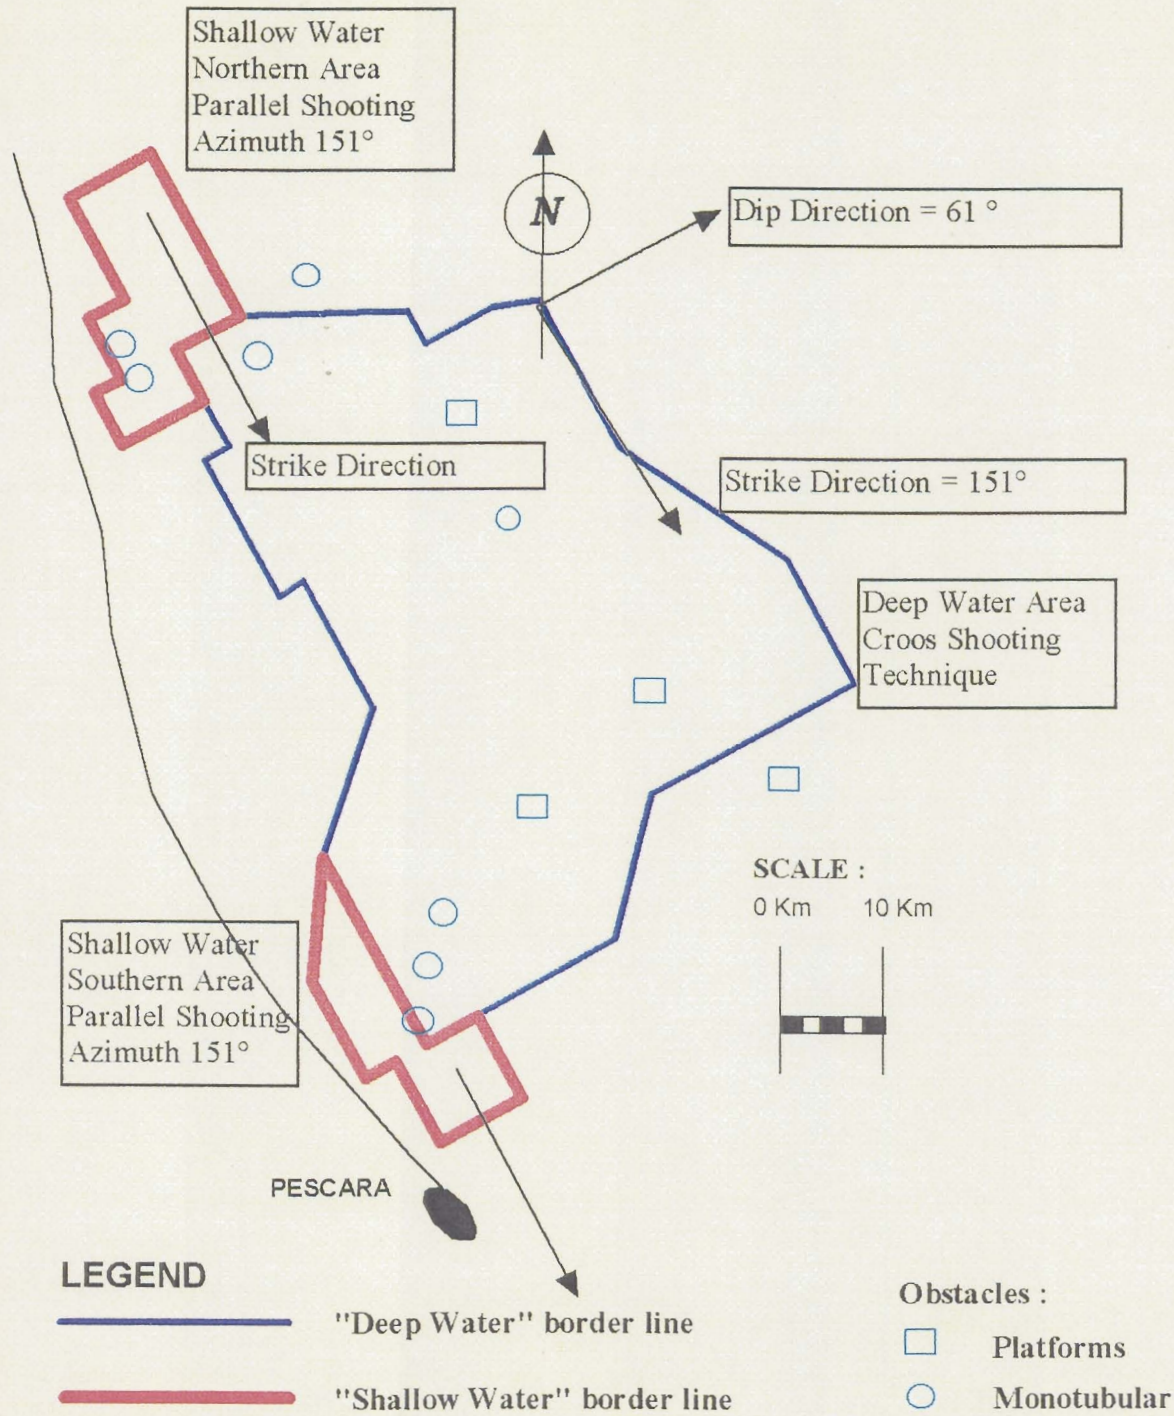 Shallow Water
Northern Area
Parallel Shooting
Azimuth 151°
N
Dip Direction = 61 °
Strike Direction
Strike Direction = 151°
Deep Water Area
Croos Shooting
Technique
SCALE :
0 Km 10 Km
Shallow Water
Southern Area
Parallel Shooting
Azimuth 151°
PESCARA
LEGEND
"Deep Water" border line
"Shallow Water" border line
Obstacles :
Platforms
Monotubular